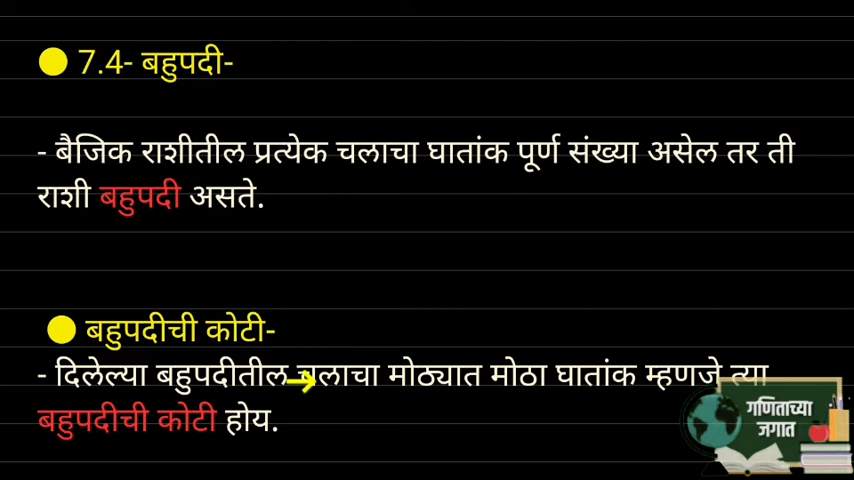 7.4- बहुपदी-
- बैजिक राशीतील प्रत्येक चलाचा घातांक पूर्ण संख्या असेल तर ती
राशी बहुपदी असते.
बहुपदीची कोटी-
- दिलेल्या बहुपदीतील चलाचा मोठ्यात मोठा घातांक म्हणजे त्या
बहुपदीची कोटी होय.
गणिताच्या
जगात